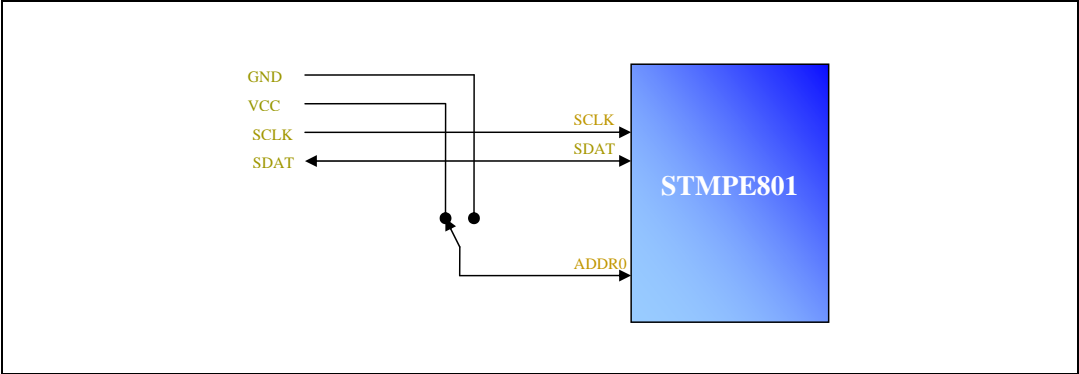 GND
VCC
SCLK
SDAT
SCLK
SDAT
STMPE801
ADDR0